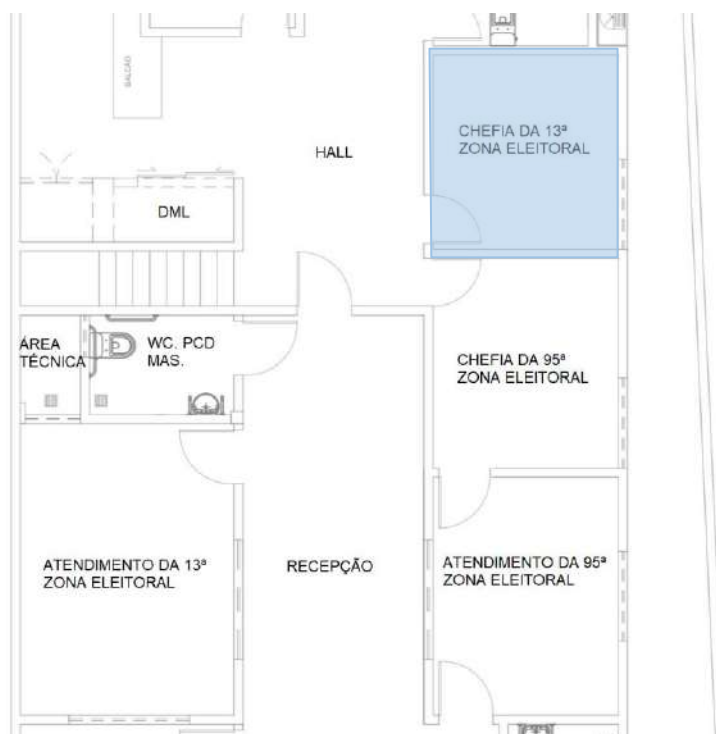 BALCÃO
CHEFIA DA 13ª
ZONA ELEITORAL
HALL
DML
ÁREA
TÉCNICA
WC. PCD
MAS.
CHEFIA DA 95ª
ZONA ELEITORAL
ATENDIMENTO DA 13ª
ZONA ELEITORAL
RECEPÇÃO
ATENDIMENTO DA 95ª
ZONA ELEITORAL